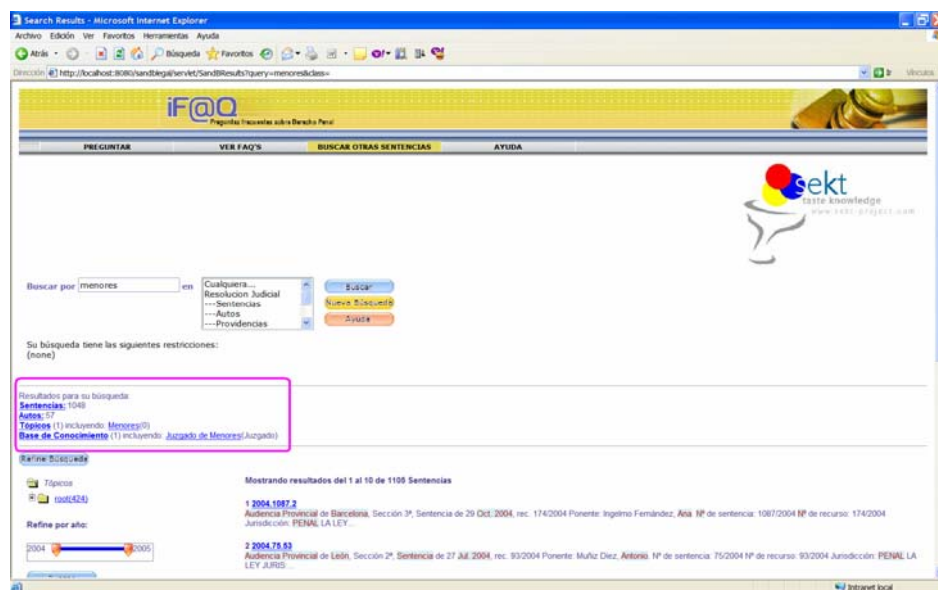 Search Results - Microsoft Internet Explorer
Archivo Edición Ver Favoritos Herramientas Ayuda
Atrás Búsqueda Favoritos
Dirección http://localhost:8080/sandblegal/servlet/SandBResults?query=menores&class= Ir Vínculos
iF@Q
Preguntas frecuentes sobre Derecho Penal
PREGUNTAR VER FAQ'S BUSCAR OTRAS SENTENCIAS AYUDA
sekt
taste knowledge
www.sekt-project.com
Buscar por menores en Cualquiera... Buscar
Resolucion Judicial
---Sentencias Nueva Búsqueda
---Autos
---Providencias Ayuda
Su búsqueda tiene las siguientes restricciones:
(none)
Resultados para su búsqueda:
Sentencias: 1048
Autos: 57
Tópicos (1) incluyendo: Menores(0)
Base de Conocimiento (1) incluyendo: Juzgado de Menores(Juzgado)
Refine Búsqueda
Mostrando resultados del 1 al 10 de 1105 Sentencias
Tópicos
root(424)
1 2004.1087.2
Audiencia Provincial de Barcelona, Sección 3ª, Sentencia de 29 Oct. 2004, rec. 174/2004 Ponente: Ingelmo Fernández, Ana. Nº de sentencia: 1087/2004 Nº de recurso: 174/2004
Jurisdicción: PENAL LA LEY...
Refine por año:
2004 2005
2 2004.75.53
Audiencia Provincial de León, Sección 2ª, Sentencia de 27 Jul. 2004, rec. 93/2004 Ponente: Muñiz Díez, Antonio. Nº de sentencia: 75/2004 Nº de recurso: 93/2004 Jurisdicción: PENAL LA
LEY JURIS...
Intranet local